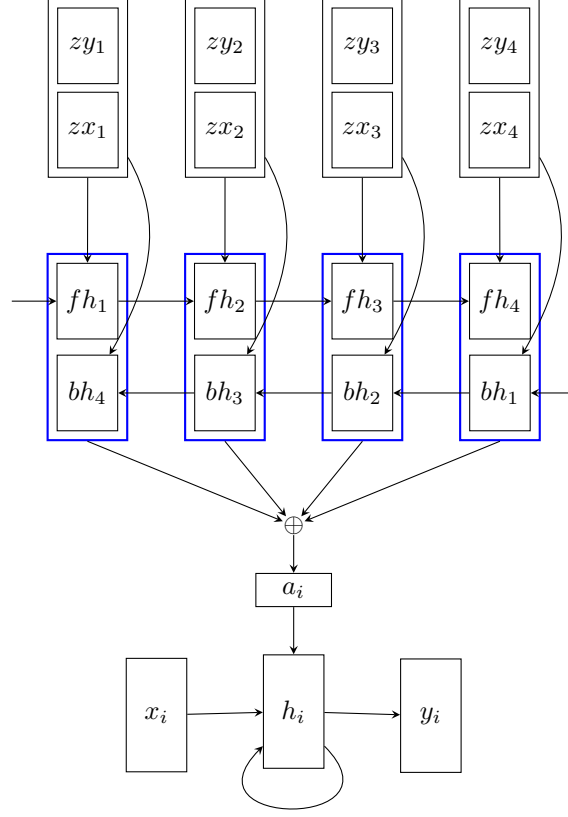 zy₁ zy₂ zy₃ zy₄
zx₁ zx₂ zx₃ zx₄
fh₁ fh₂ fh₃ fh₄
bh₄ bh₃ bh₂ bh₁
⊕
aᵢ
xᵢ hᵢ yᵢ